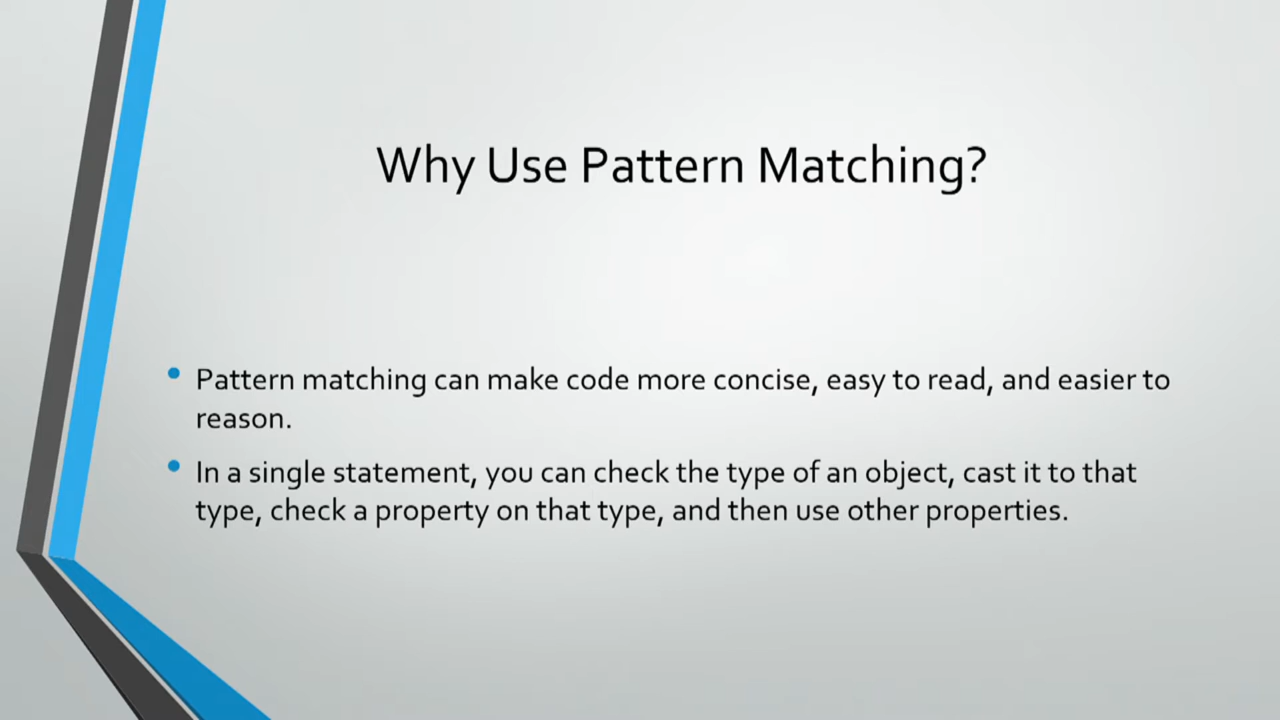 Why Use Pattern Matching?
• Pattern matching can make code more concise, easy to read, and easier to
reason.
• In a single statement, you can check the type of an object, cast it to that
type, check a property on that type, and then use other properties.